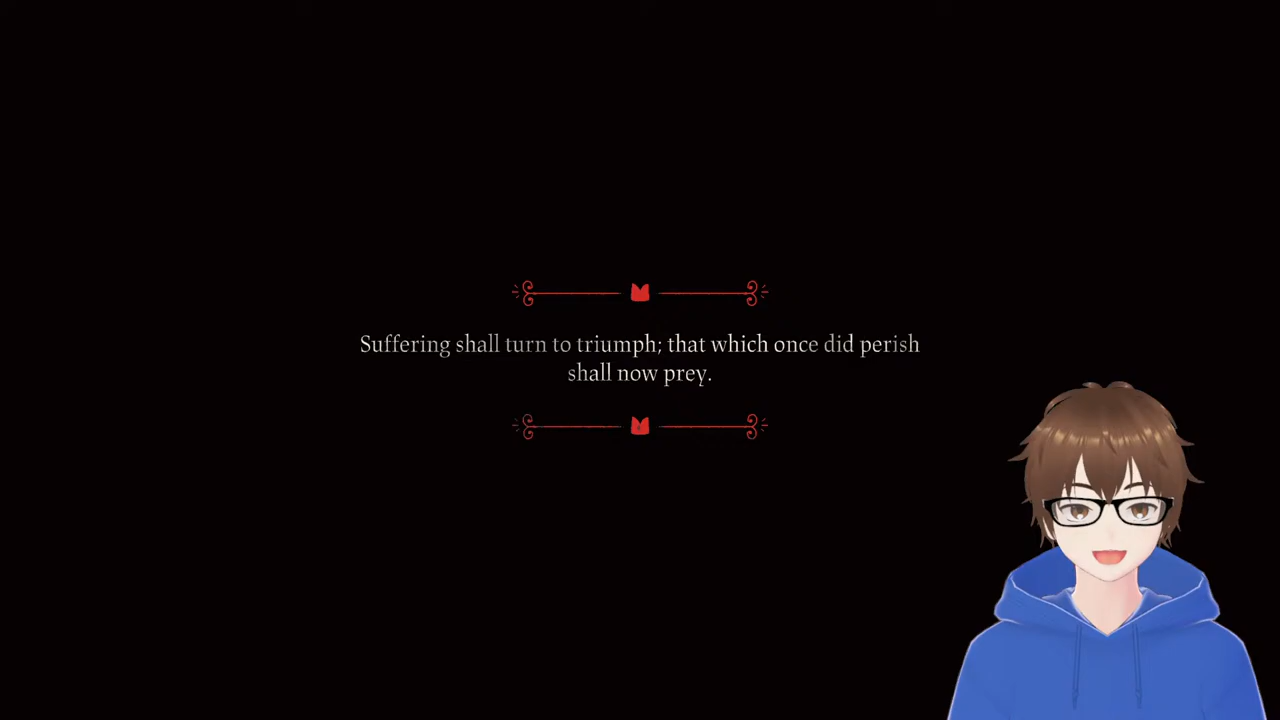 Suffering shall turn to triumph; that which once did perish
shall now prey.